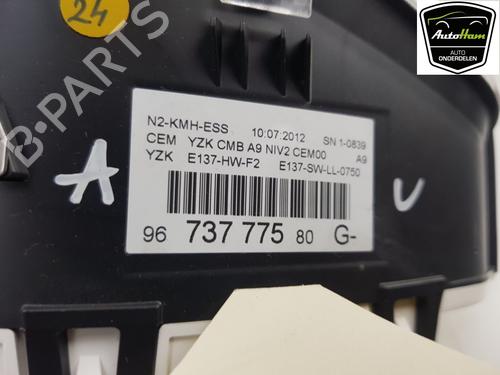 24
AutoHam
AUTO
ONDERDELEN
N2-KMH-ESS 10:07:2012 SN 1-0839
CEM YZK CMB A9 NIV2 CEM00 A9
YZK E137-HW-F2 E137-SW-LL-0750
96 737 775 80 G-
A
U